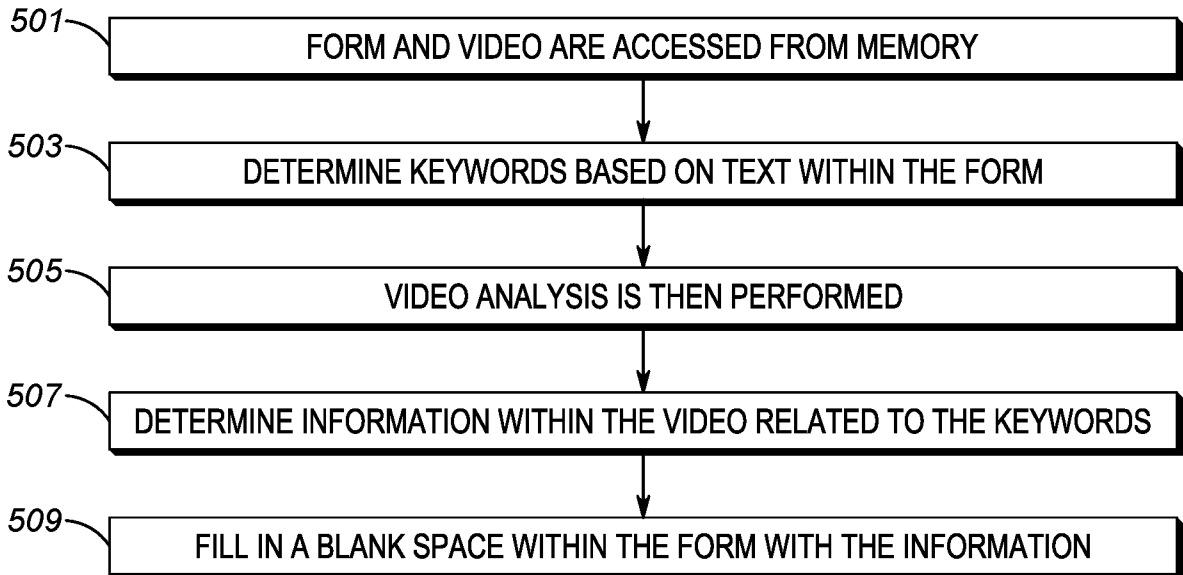 501
FORM AND VIDEO ARE ACCESSED FROM MEMORY
503
DETERMINE KEYWORDS BASED ON TEXT WITHIN THE FORM
505
VIDEO ANALYSIS IS THEN PERFORMED
507
DETERMINE INFORMATION WITHIN THE VIDEO RELATED TO THE KEYWORDS
509
FILL IN A BLANK SPACE WITHIN THE FORM WITH THE INFORMATION